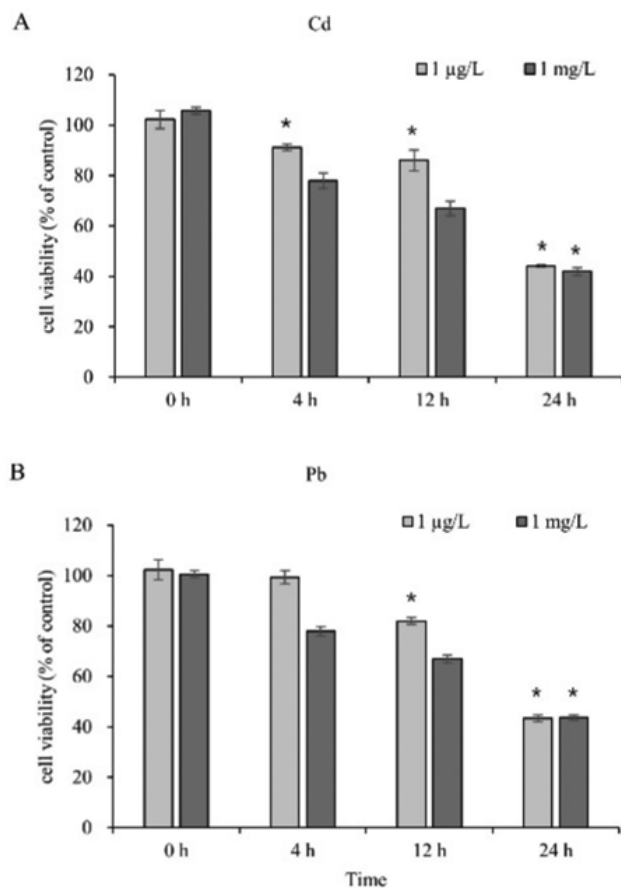 A
Cd
1 µg/L 1 mg/L
120
100
80
60
40
20
0
cell viability (% of control)
* * * *
0 h 4 h 12 h 24 h
B
Pb
1 µg/L 1 mg/L
120
100
80
60
40
20
0
cell viability (% of control)
* * *
0 h 4 h 12 h 24 h
Time